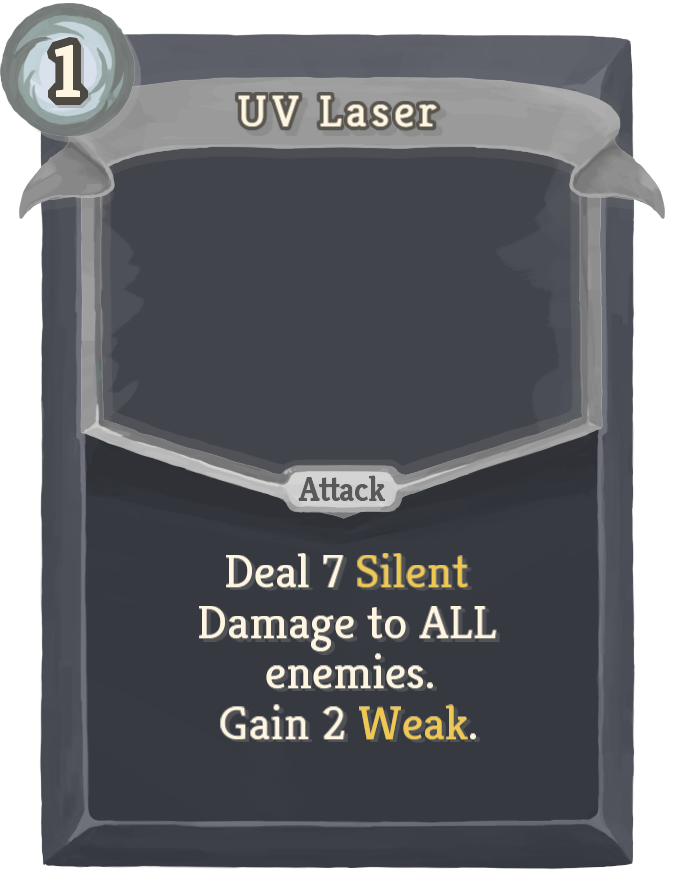 1
UV Laser
Attack
Deal 7 Silent
Damage to ALL
enemies.
Gain 2 Weak.